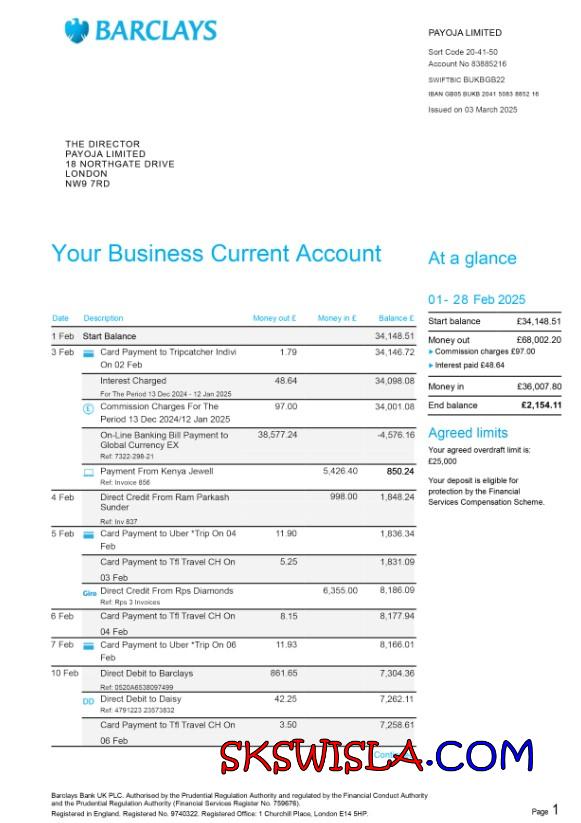 BARCLAYS
PAYOJA LIMITED
Sort Code 20-41-50
Account No 83885216
SWIFTBIC BUKBGB22
IBAN GB05 BUKB 2041 5083 8852 16
Issued on 03 March 2025
THE DIRECTOR
PAYOJA LIMITED
18 NORTHGATE DRIVE
LONDON
NW9 7RD
Your Business Current Account
At a glance
01- 28 Feb 2025
Start balance £34,148.51
Money out £68,002.20
▸ Commission charges £97.00
▸ Interest paid £48.64
Money in £36,007.80
End balance £2,154.11
Agreed limits
Your agreed overdraft limit is:
£25,000
Your deposit is eligible for
protection by the Financial
Services Compensation Scheme.
Date Description Money out £ Money in £ Balance £
1 Feb Start Balance 34,148.51
3 Feb Card Payment to Tripcatcher Indivi 1.79 34,146.72
On 02 Feb
Interest Charged 48.64 34,098.08
For The Period 13 Dec 2024 - 12 Jan 2025
£ Commission Charges For The 97.00 34,001.08
Period 13 Dec 2024/12 Jan 2025
On-Line Banking Bill Payment to 38,577.24 -4,576.16
Global Currency EX
Ref: 7322-298-21
Payment From Kenya Jewell 5,426.40 850.24
Ref: Invoice 856
4 Feb Direct Credit From Ram Parkash 998.00 1,848.24
Sunder
Ref: Inv 837
5 Feb Card Payment to Uber *Trip On 04 11.90 1,836.34
Feb
Card Payment to Tfl Travel CH On 5.25 1,831.09
03 Feb
Giro Direct Credit From Rps Diamonds 6,355.00 8,186.09
Ref: Rps 3 Invoices
6 Feb Card Payment to Tfl Travel CH On 8.15 8,177.94
04 Feb
7 Feb Card Payment to Uber *Trip On 06 11.93 8,166.01
Feb
10 Feb Direct Debit to Barclays 861.65 7,304.36
Ref: 0520A6538097499
DD Direct Debit to Daisy 42.25 7,262.11
Ref: 4791223 23573832
Card Payment to Tfl Travel CH On 3.50 7,258.61
06 Feb
SKSWISLA.COM
Barclays Bank UK PLC. Authorised by the Prudential Regulation Authority and regulated by the Financial Conduct Authority
and the Prudential Regulation Authority (Financial Services Register No. 759676).
Registered in England. Registered No. 9740322. Registered Office: 1 Churchill Place, London E14 5HP.
Page 1